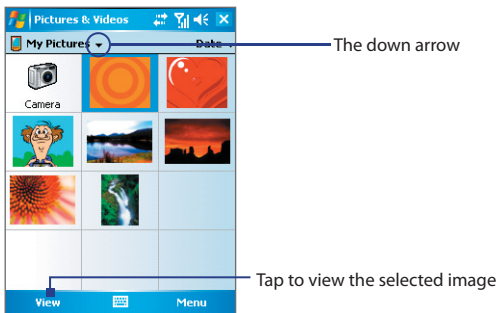 Pictures & Videos
My Pictures Date
The down arrow
Camera
Tap to view the selected image
View Menu